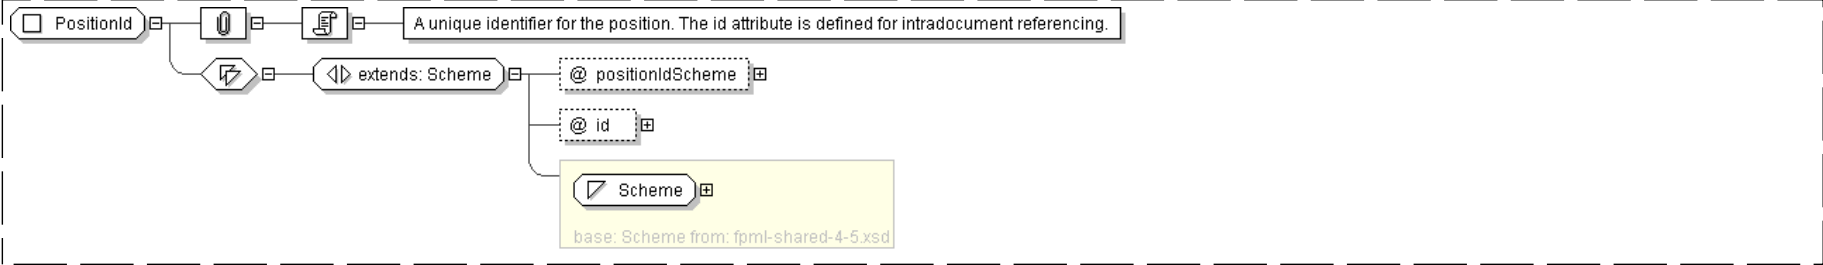 PositionId
A unique identifier for the position. The id attribute is defined for intradocument referencing.
extends: Scheme
@ positionIdScheme
@ id
Scheme
base: Scheme from: fpml-shared-4-5.xsd